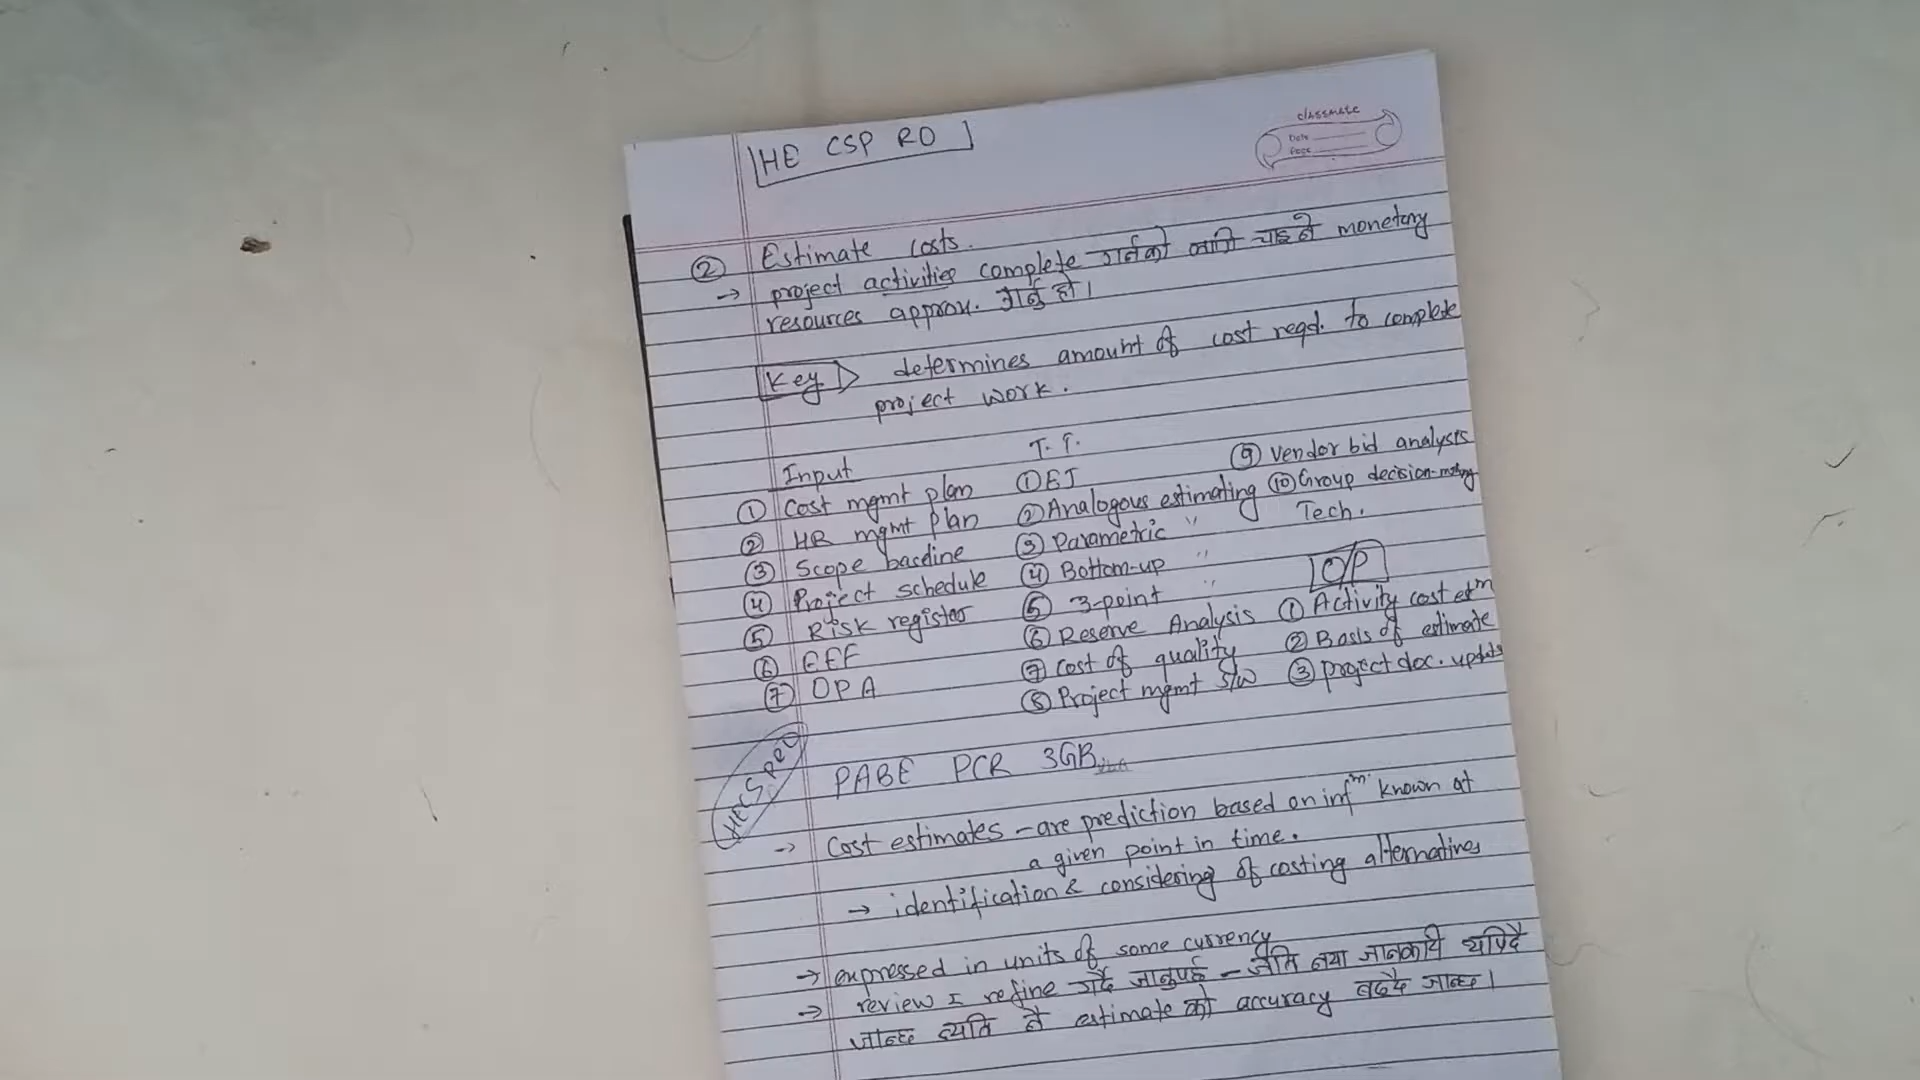 HE CSP RO
classmate
Date
Page
② Estimate costs.
→ project activities complete गर्नको लागि चाहिने monetary
resources approx. गर्नु हो।
Key determines amount of cost reqd. to complete
project work.
Input
① Cost mgmt plan
② HR mgmt plan
③ Scope baseline
④ Project schedule
⑤ Risk register
⑥ EEF
⑦ OPA
T. T.
① EJ
② Analogous estimating
③ Parametric "
④ Bottom-up "
⑤ 3-point "
⑥ Reserve Analysis
⑦ Cost of quality
⑧ Project mgmt S/W
⑨ Vendor bid analysis
⑩ Group decision-making
Tech.
O/P
① Activity cost estm
② Basis of estimate
③ project doc. update
PABE PCR 3GB
→ Cost estimates – are prediction based on infm known at
a given point in time.
→ identification & considering of costing alternatives
→ expressed in units of some currency
→ review र refine गर्दै जानुपर्छ – जति नया जानकारी थपिदै
जान्छ त्यति नै estimate को accuracy बढ्दै जान्छ।